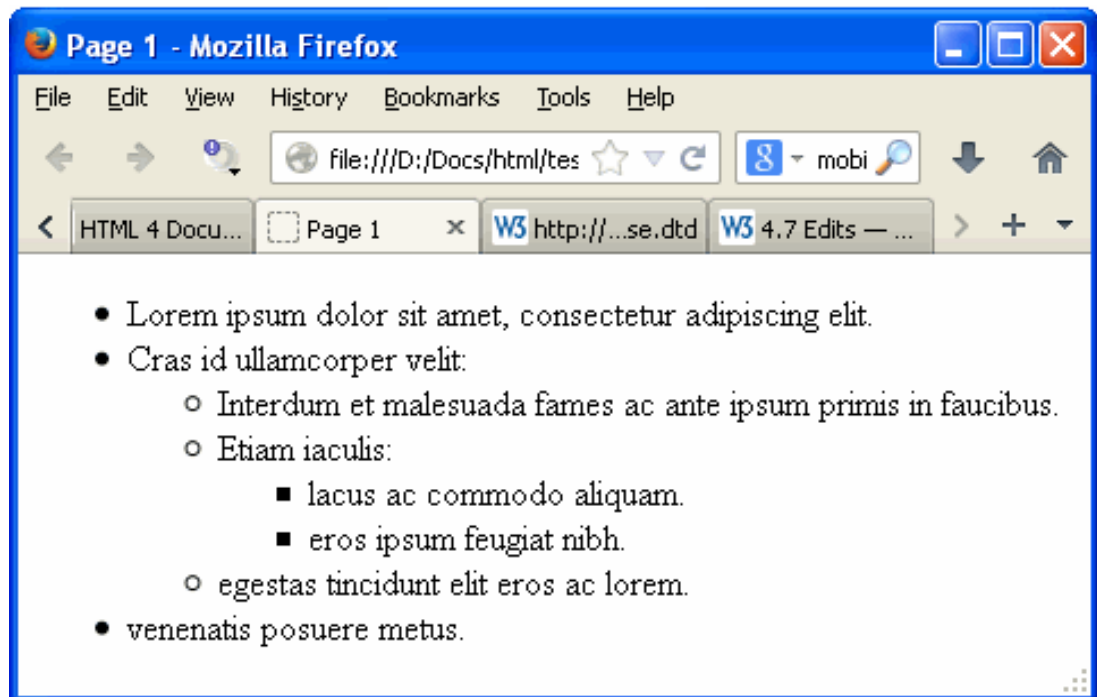 Page 1 - Mozilla Firefox
File Edit View History Bookmarks Tools Help
file:///D:/Docs/html/tes 8 mobi
HTML 4 Docu... Page 1 W3 http://...se.dtd W3 4.7 Edits — ...
• Lorem ipsum dolor sit amet, consectetur adipiscing elit.
• Cras id ullamcorper velit:
○ Interdum et malesuada fames ac ante ipsum primis in faucibus.
○ Etiam iaculis:
■ lacus ac commodo aliquam.
■ eros ipsum feugiat nibh.
○ egestas tincidunt elit eros ac lorem.
• venenatis posuere metus.